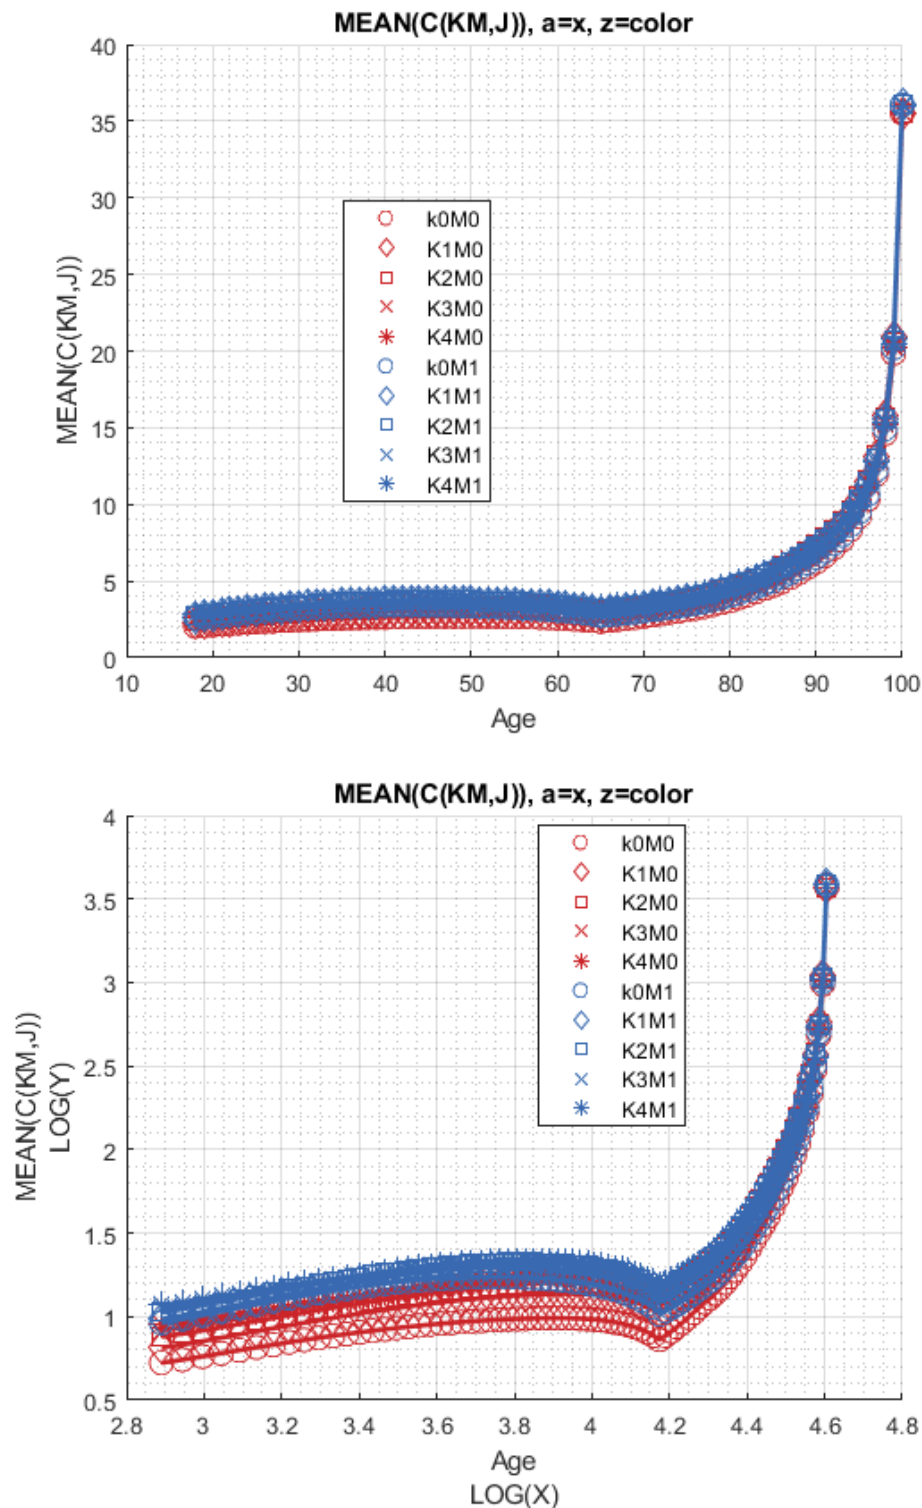 MEAN(C(KM,J)), a=x, z=color
40
35
30
25
20
15
10
5
0
MEAN(C(KM,J))
k0M0
K1M0
K2M0
K3M0
K4M0
k0M1
K1M1
K2M1
K3M1
K4M1
10 20 30 40 50 60 70 80 90 100
Age
MEAN(C(KM,J)), a=x, z=color
4
3.5
3
2.5
2
1.5
1
0.5
MEAN(C(KM,J))
LOG(Y)
k0M0
K1M0
K2M0
K3M0
K4M0
k0M1
K1M1
K2M1
K3M1
K4M1
2.8 3 3.2 3.4 3.6 3.8 4 4.2 4.4 4.6 4.8
Age
LOG(X)